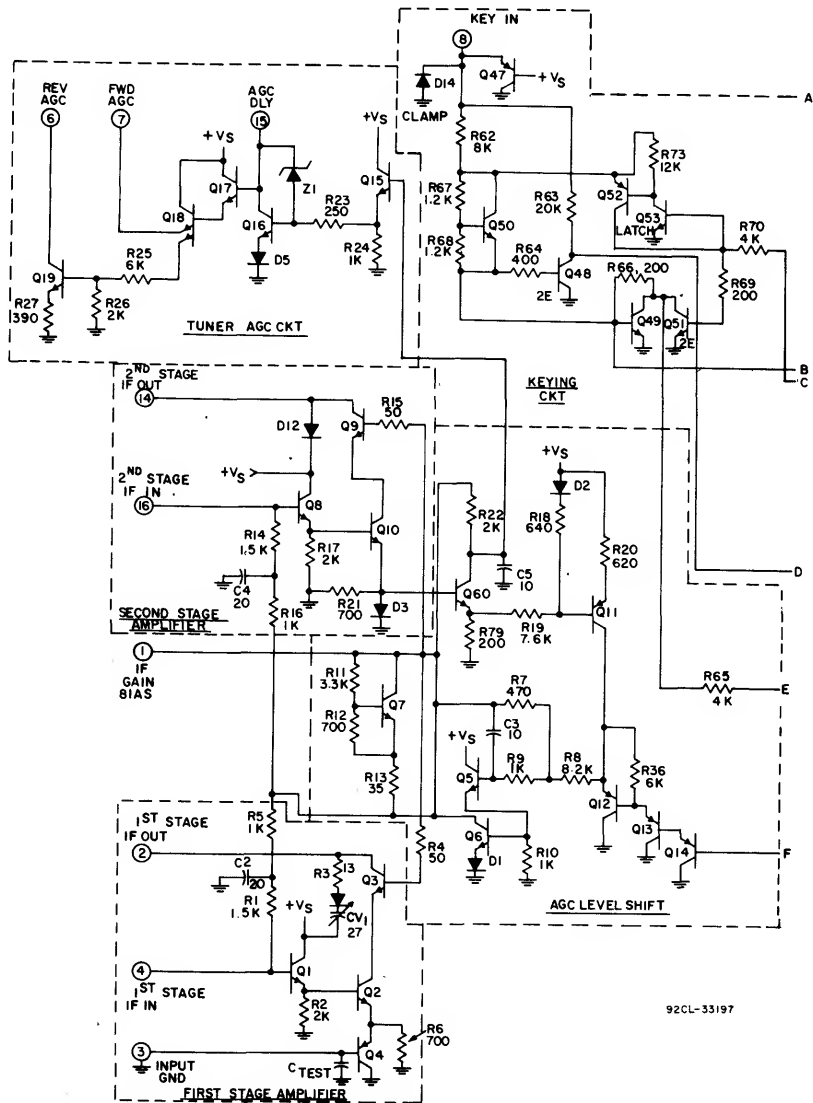 KEY IN
8
D14
Q47
+VS
CLAMP
A
REV
AGC
6
FWD
AGC
7
AGC
DLY
15
+VS
+VS
R62
8K
R73
12K
Q17
Q18
Z1
Q15
R67
1.2K
R63
20K
Q52
Q53
LATCH
Q50
R23
250
Q16
R25
6K
R24
1K
R68
1.2K
R64
400
Q48
2E
R70
4K
R66, 200
R69
200
Q19
D5
R27
390
R26
2K
Q49
Q51
2E
TUNER AGC CKT
B
C
KEYING
CKT
2ND STAGE
IF OUT
14
R15
50
D12
Q9
+VS
2ND STAGE
IF IN
16
+VS
D2
Q8
R22
2K
R18
640
R14
1.5K
Q10
R20
620
R17
2K
C5
10
D
C4
20
R21
700
D3
Q60
Q11
R16
1K
R19
7.6K
SECOND STAGE
AMPLIFIER
R79
200
1
IF
GAIN
BIAS
R11
3.3K
R7
470
R65
4K
E
Q7
R12
700
C3
10
+VS
R9
1K
R8
8.2K
R36
6K
Q5
R13
35
Q12
Q13
1ST STAGE
IF OUT
R5
1K
Q6
R10
1K
Q14
F
2
R4
50
D1
C2
20
R3
13
Q3
R1
1.5K
+VS
CV1
27
AGC LEVEL SHIFT
4
1ST STAGE
IF IN
Q1
Q2
R2
2K
92CL-33197
R6
700
3
INPUT
GND
Q4
C TEST
FIRST STAGE AMPLIFIER